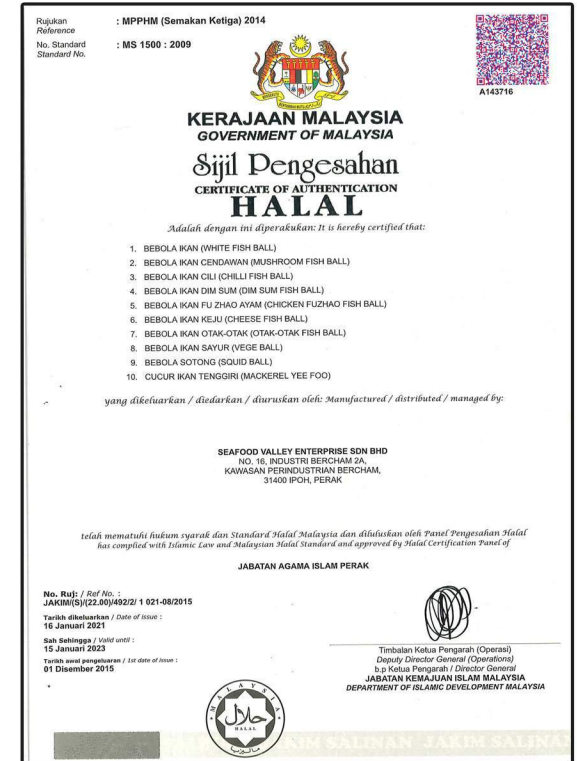 Rujukan : MPPHM (Semakan Ketiga) 2014
Reference
No. Standard : MS 1500 : 2009
Standard No.
A143716
KERAJAAN MALAYSIA
GOVERNMENT OF MALAYSIA
Sijil Pengesahan
CERTIFICATE OF AUTHENTICATION
HALAL
Adalah dengan ini diperakukan: It is hereby certified that:
1. BEBOLA IKAN (WHITE FISH BALL)
2. BEBOLA IKAN CENDAWAN (MUSHROOM FISH BALL)
3. BEBOLA IKAN CILI (CHILLI FISH BALL)
4. BEBOLA IKAN DIM SUM (DIM SUM FISH BALL)
5. BEBOLA IKAN FU ZHAO AYAM (CHICKEN FUZHAO FISH BALL)
6. BEBOLA IKAN KEJU (CHEESE FISH BALL)
7. BEBOLA IKAN OTAK-OTAK (OTAK-OTAK FISH BALL)
8. BEBOLA IKAN SAYUR (VEGE BALL)
9. BEBOLA SOTONG (SQUID BALL)
10. CUCUR IKAN TENGGIRI (MACKEREL YEE FOO)
yang dikeluarkan / diedarkan / diuruskan oleh: Manufactured / distributed / managed by:
SEAFOOD VALLEY ENTERPRISE SDN BHD
NO. 16, INDUSTRI BERCHAM 2A,
KAWASAN PERINDUSTRIAN BERCHAM,
31400 IPOH, PERAK
telah mematuhi hukum syarak dan Standard Halal Malaysia dan diluluskan oleh Panel Pengesahan Halal
has complied with Islamic Law and Malaysian Halal Standard and approved by Halal Certification Panel of
JABATAN AGAMA ISLAM PERAK
No. Ruj: / Ref No. :
JAKIM/(S)/(22.00)/492/2/ 1 021-08/2015
Tarikh dikeluarkan / Date of issue :
16 Januari 2021
Sah Sehingga / Valid until :
15 Januari 2023
Tarikh awal pengeluaran / 1st date of issue :
01 Disember 2015
Timbalan Ketua Pengarah (Operasi)
Deputy Director General (Operations)
b.p Ketua Pengarah / Director General
JABATAN KEMAJUAN ISLAM MALAYSIA
DEPARTMENT OF ISLAMIC DEVELOPMENT MALAYSIA
MALAYSIA
حلال
HALAL
ماليزيا
JAKIM SALINAN JAKIM SALINAN